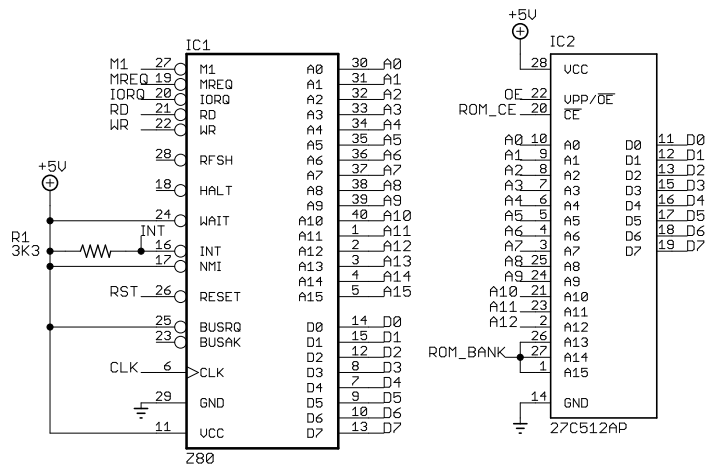 IC1
M1 27 M1 A0 30 A0
MREQ 19 MREQ A1 31 A1
IORQ 20 IORQ A2 32 A2
RD 21 RD A3 33 A3
WR 22 WR A4 34 A4
A5 35 A5
28 RFSH A6 36 A6
A7 37 A7
18 HALT A8 38 A8
A9 39 A9
+5V
24 WAIT A10 40 A10
INT
A11 1 A11
R1
3K3
16 INT A12 2 A12
17 NMI A13 3 A13
A14 4 A14
RST 26 RESET A15 5 A15
25 BUSRQ D0 14 D0
23 BUSAK D1 15 D1
D2 12 D2
CLK 6 CLK D3 8 D3
D4 7 D4
29 GND D5 9 D5
D6 10 D6
11 VCC D7 13 D7
Z80
+5V
IC2
28 VCC
OE 22 VPP/OE
ROM_CE 20 CE
A0 10 A0 D0 11 D0
A1 9 A1 D1 12 D1
A2 8 A2 D2 13 D2
A3 7 A3 D3 15 D3
A4 6 A4 D4 16 D4
A5 5 A5 D5 17 D5
A6 4 A6 D6 18 D6
A7 3 A7 D7 19 D7
A8 25 A8
A9 24 A9
A10 21 A10
A11 23 A11
A12 2 A12
26 A13
ROM_BANK 27 A14
1 A15
14 GND
27C512AP